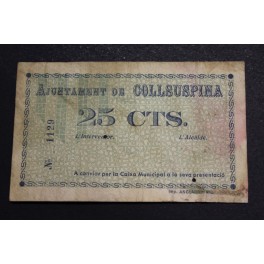 AJUNTAMENT DE COLLSUSPINA
25 CTS.
L'Interventor, L'Alcalde,
Nº 1129
A canviar per la Caixa Municipal a la seva presentació